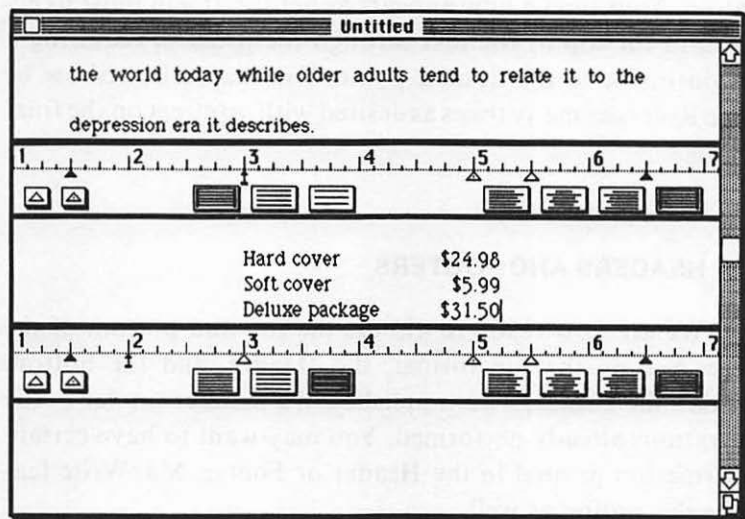 Untitled
the world today while older adults tend to relate it to the
depression era it describes.
1 2 3 4 5 6 7
Hard cover $24.98
Soft cover $5.99
Deluxe package $31.50
1 2 3 4 5 6 7